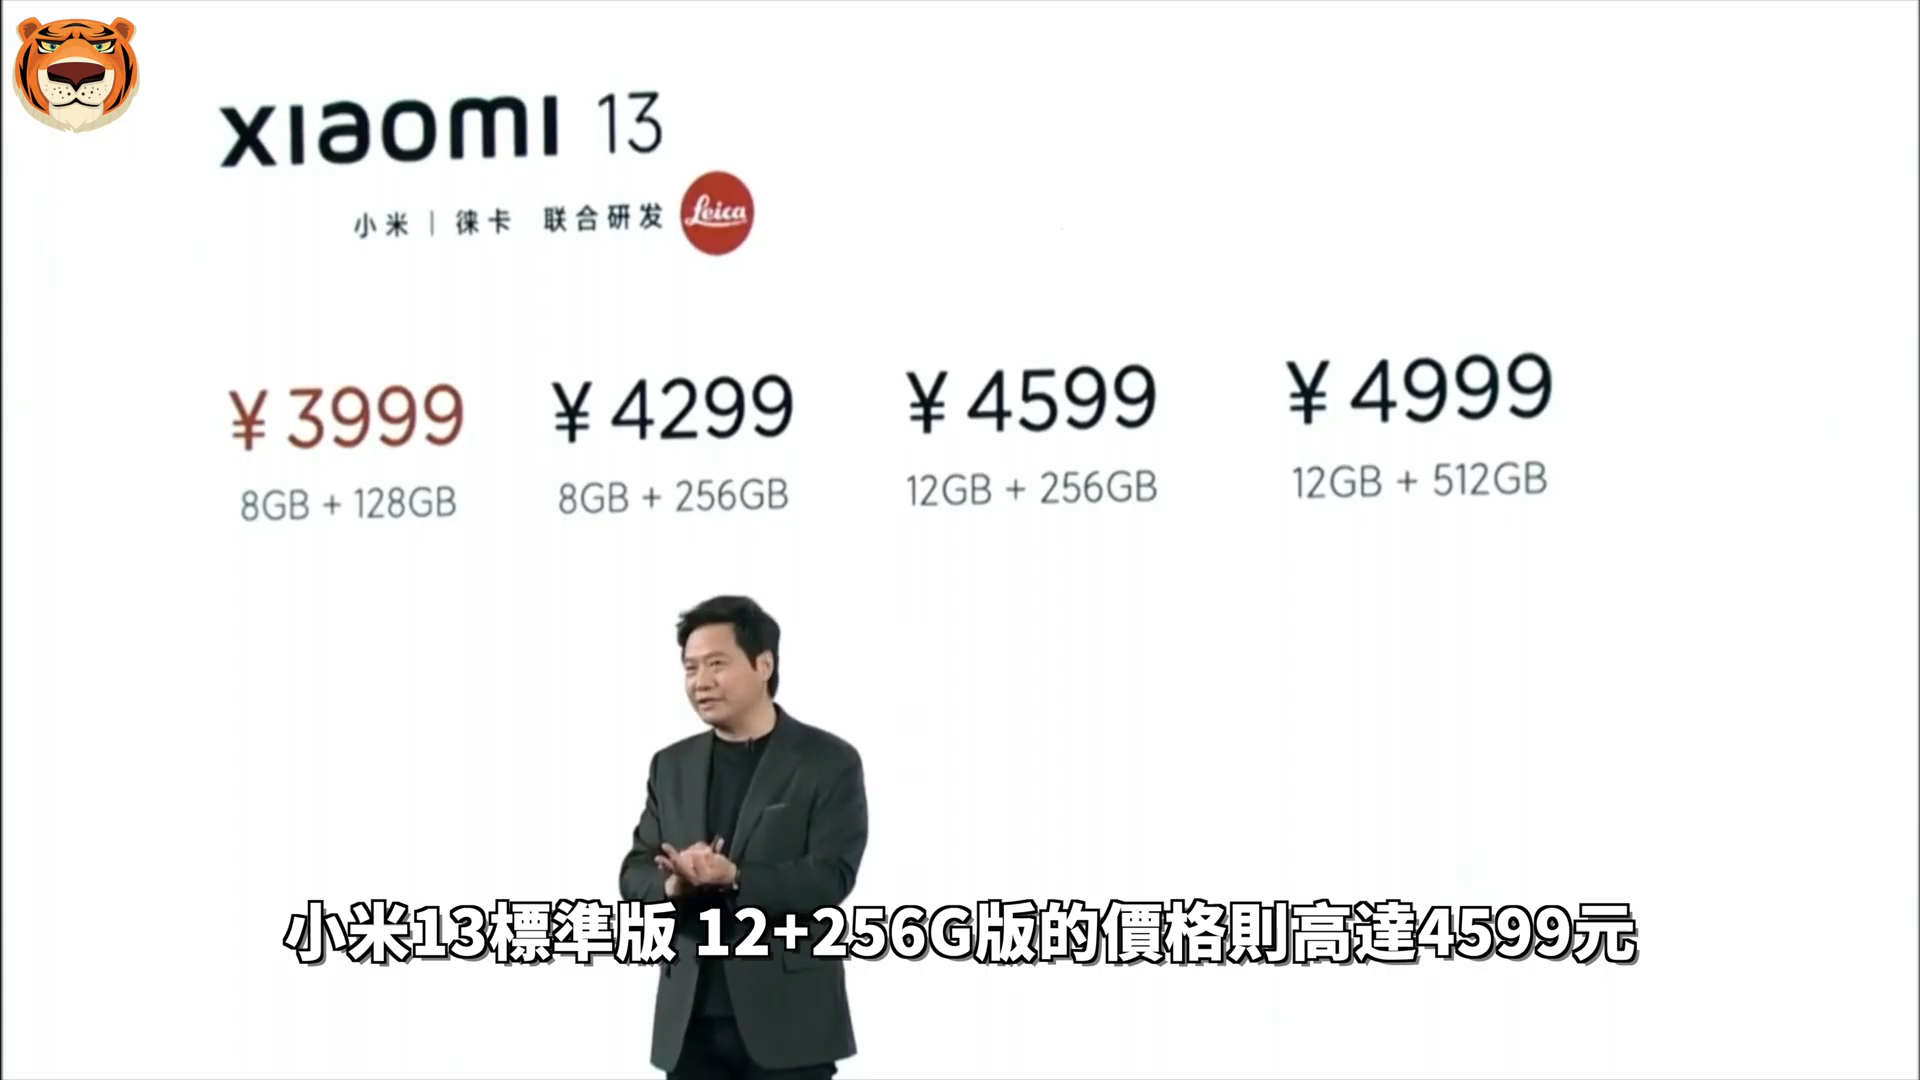 xiaomi 13
小米 | 徕卡 联合研发 Leica
¥3999 ¥4299 ¥4599 ¥4999
8GB + 128GB 8GB + 256GB 12GB + 256GB 12GB + 512GB
小米13標準版 12+256G版的價格則高達4599元